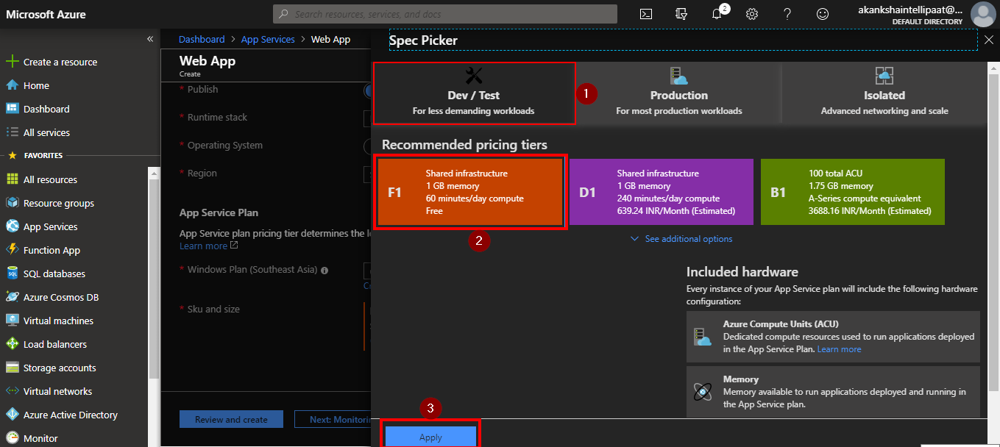 Microsoft Azure
Search resources, services, and docs
2
akankshaintellipaat@...
DEFAULT DIRECTORY
«
Create a resource
Home
Dashboard
All services
FAVORITES
All resources
Resource groups
App Services
Function App
SQL databases
Azure Cosmos DB
Virtual machines
Load balancers
Storage accounts
Virtual networks
Azure Active Directory
Monitor
Dashboard > App Services > Web App
Web App
Create
* Publish
* Runtime stack
* Operating System
* Region
App Service Plan
App Service plan pricing tier determines the
Learn more
* Windows Plan (Southeast Asia)
* Sku and size
Review and create
Next: Monitorin
Spec Picker
Dev / Test
For less demanding workloads
1
Production
For most production workloads
Isolated
Advanced networking and scale
Recommended pricing tiers
F1
Shared infrastructure
1 GB memory
60 minutes/day compute
Free
2
D1
Shared infrastructure
1 GB memory
240 minutes/day compute
639.24 INR/Month (Estimated)
B1
100 total ACU
1.75 GB memory
A-Series compute equivalent
3688.16 INR/Month (Estimated)
See additional options
Included hardware
Every instance of your App Service plan will include the following hardware
configuration:
Azure Compute Units (ACU)
Dedicated compute resources used to run applications deployed
in the App Service Plan. Learn more
Memory
Memory available to run applications deployed and running in
the App Service plan.
3
Apply